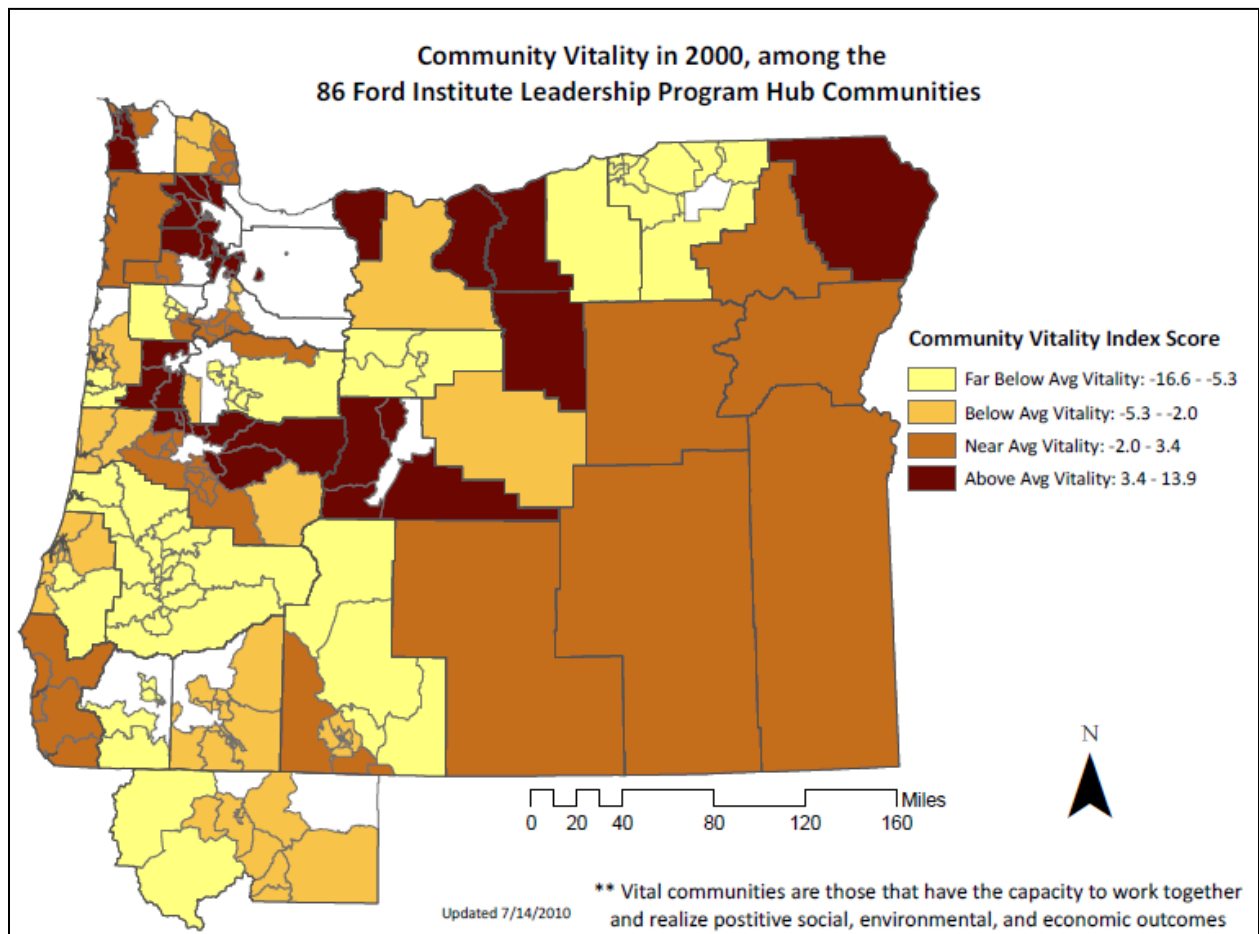 Community Vitality in 2000, among the
86 Ford Institute Leadership Program Hub Communities
Community Vitality Index Score
Far Below Avg Vitality: -16.6 - -5.3
Below Avg Vitality: -5.3 - -2.0
Near Avg Vitality: -2.0 - 3.4
Above Avg Vitality: 3.4 - 13.9
N
Miles
0 20 40 80 120 160
** Vital communities are those that have the capacity to work together
and realize postitive social, environmental, and economic outcomes
Updated 7/14/2010